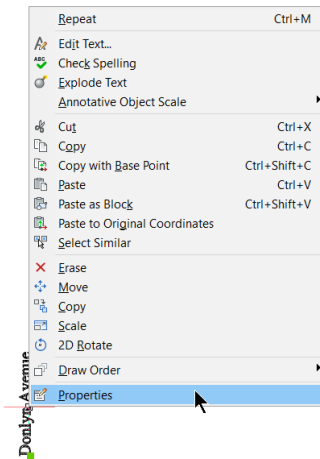 Repeat Ctrl+M
Edit Text...
Check Spelling
Explode Text
Annotative Object Scale
Cut Ctrl+X
Copy Ctrl+C
Copy with Base Point Ctrl+Shift+C
Paste Ctrl+V
Paste as Block Ctrl+Shift+V
Paste to Original Coordinates
Select Similar
Erase
Move
Copy
Scale
2D Rotate
Draw Order
Properties
Donlyn Avenue